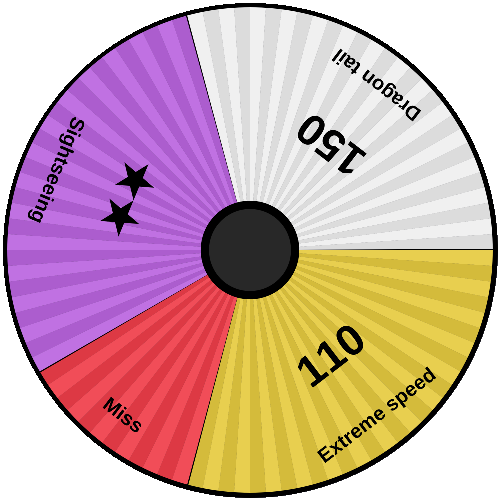 Dragon tail
150
Sightseeing
★★
Miss
110
Extreme speed